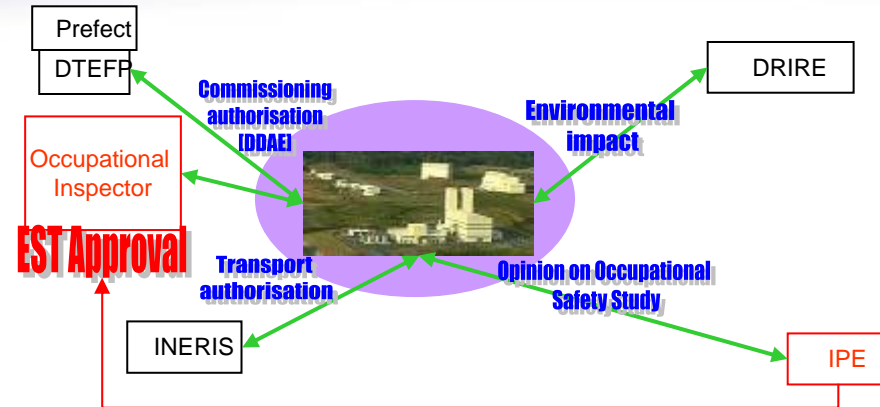 Prefect
DTEFP
DRIRE
Commissioning
authorisation
[DDAE]
Environmental
impact
Occupational
Inspector
EST Approval
Transport
authorisation
Opinion on Occupational
Safety Study
INERIS
IPE